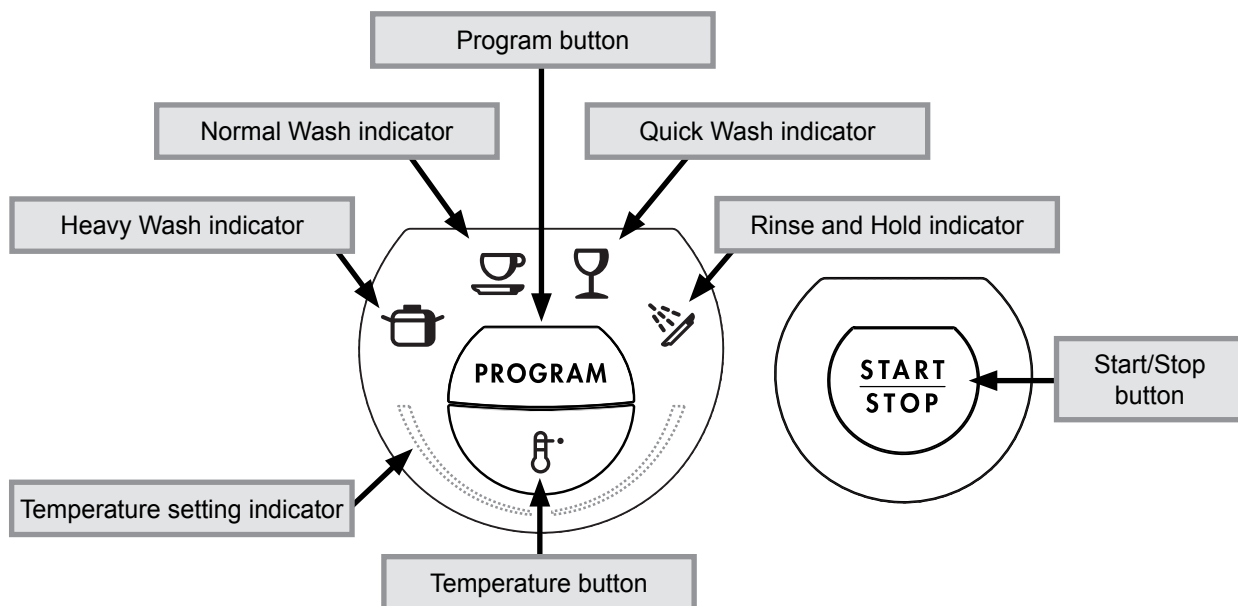 Program button
Normal Wash indicator
Quick Wash indicator
Heavy Wash indicator
Rinse and Hold indicator
PROGRAM
START
STOP
Start/Stop
button
Temperature setting indicator
Temperature button